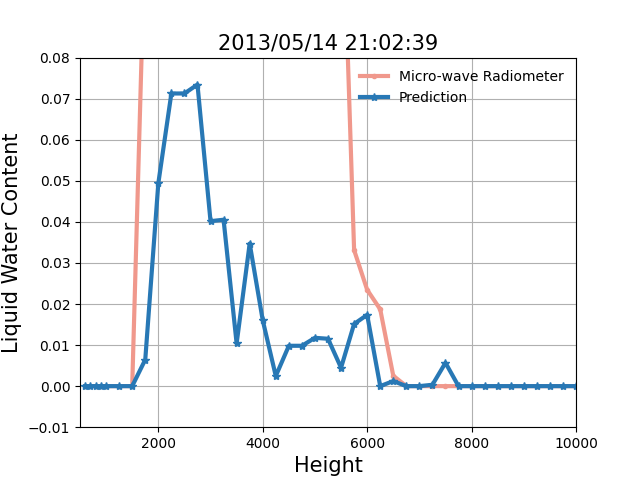 2013/05/14 21:02:39
Liquid Water Content
0.08
0.07
0.06
0.05
0.04
0.03
0.02
0.01
0.00
−0.01
Micro-wave Radiometer
Prediction
2000 4000 6000 8000 10000
Height